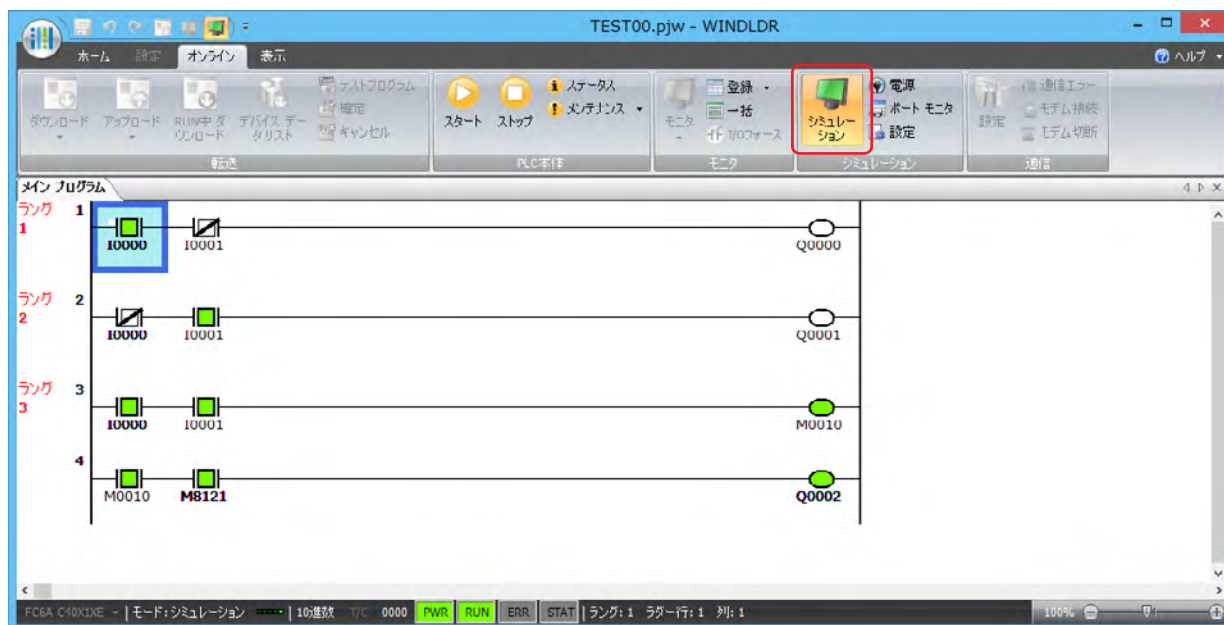 TEST00.pjw - WINDLDR
ホーム 設定 オンライン 表示 ヘルプ
ダウンロード アップロード RUN中 ダウンロード デバイス データリスト テストプログラム 確定 キャンセル
転送
スタート ストップ ステータス メンテナンス
PLC本体
モニタ 登録 一括 I/Oフォース
モニタ
シミュレーション 電源 ポート モニタ 設定
シミュレーション
設定 通信エラー モデム接続 モデム切断
通信
メイン プログラム
ラング 1 1
I0000 I0001 Q0000
ラング 2 2
I0000 I0001 Q0001
ラング 3 3
I0000 I0001 M0010
4
M0010 M8121 Q0002
FC6A-C40X1XE モード:シミュレーション 10進数 T/C 0000 PWR RUN ERR STAT ラング: 1 ラダー行: 1 列: 1 100%